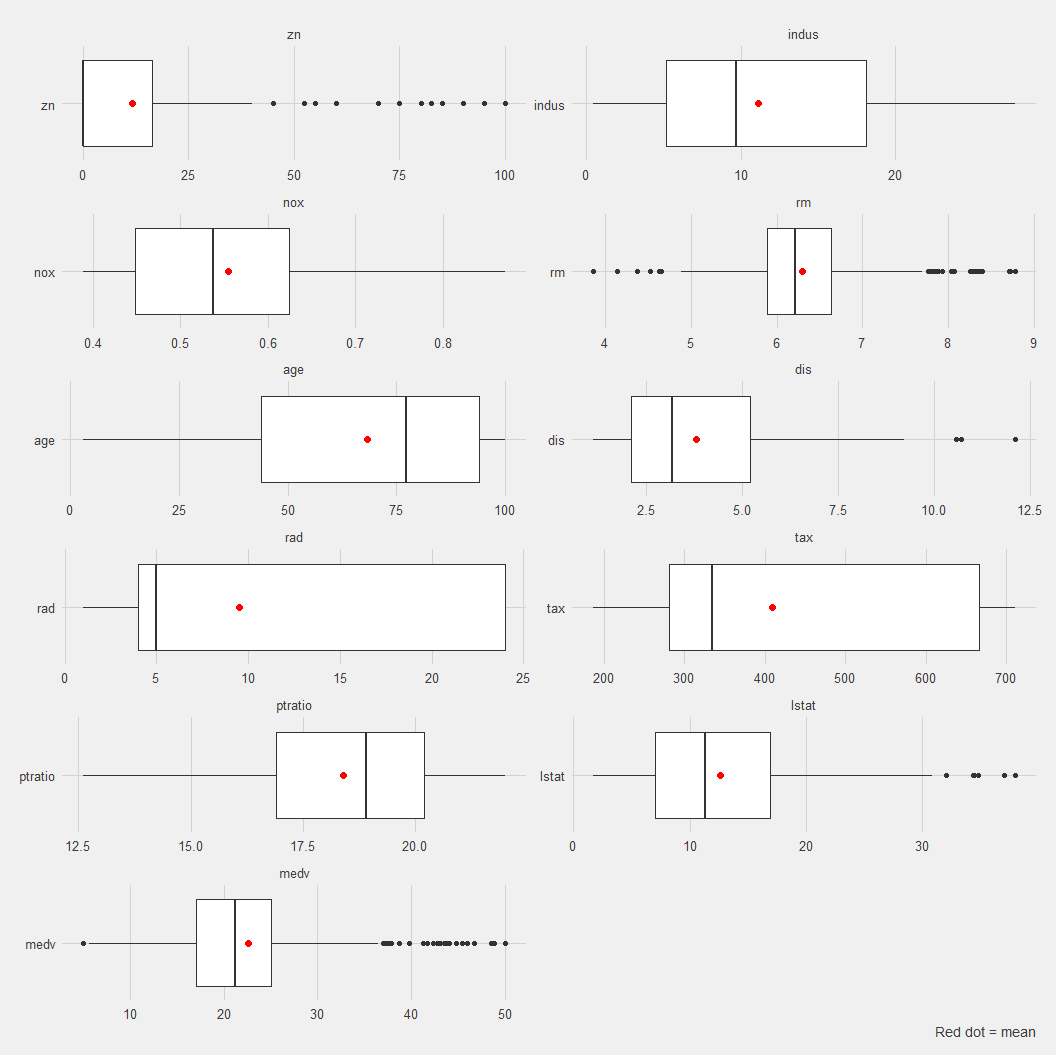 zn indus
zn indus
0 25 50 75 100 0 10 20
nox rm
nox rm
0.4 0.5 0.6 0.7 0.8 4 5 6 7 8 9
age dis
age dis
0 25 50 75 100 2.5 5.0 7.5 10.0 12.5
rad tax
rad tax
0 5 10 15 20 25 200 300 400 500 600 700
ptratio lstat
ptratio lstat
12.5 15.0 17.5 20.0 0 10 20 30
medv
medv
10 20 30 40 50
Red dot = mean